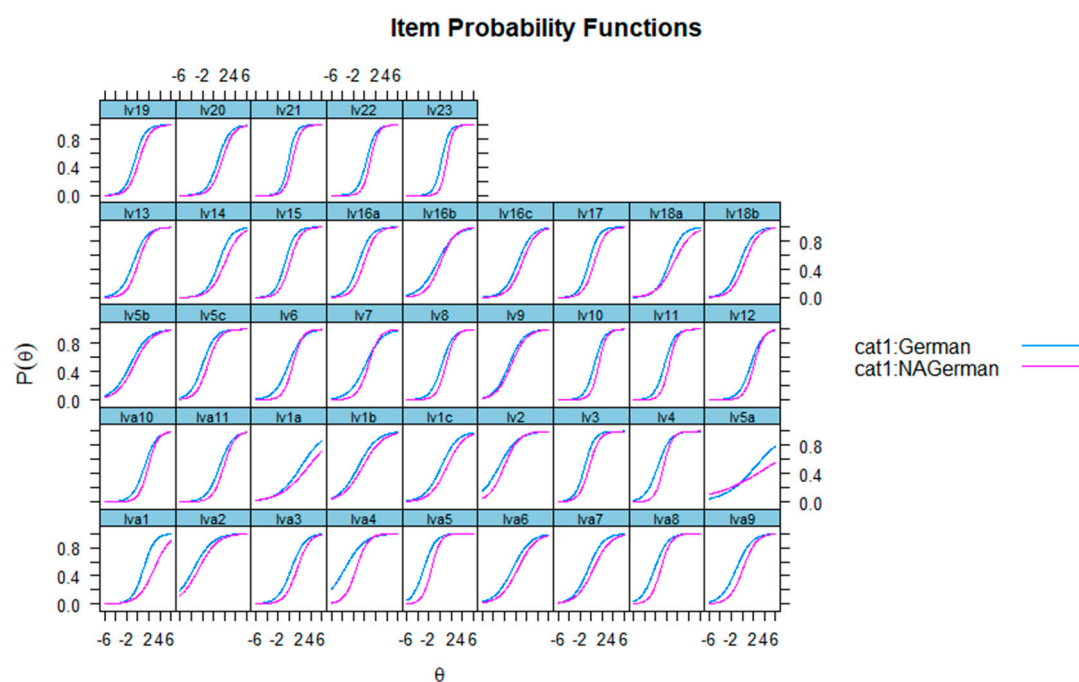 Item Probability Functions
-6 -2 2 4 6 -6 -2 2 4 6
lv19 lv20 lv21 lv22 lv23
0.8
0.4
0.0
lv13 lv14 lv15 lv16a lv16b lv16c lv17 lv18a lv18b
0.8
0.4
0.0
lv5b lv5c lv6 lv7 lv8 lv9 lv10 lv11 lv12
0.8
0.4
0.0
lva10 lva11 lv1a lv1b lv1c lv2 lv3 lv4 lv5a
0.8
0.4
0.0
lva1 lva2 lva3 lva4 lva5 lva6 lva7 lva8 lva9
0.8
0.4
0.0
-6 -2 2 4 6 -6 -2 2 4 6 -6 -2 2 4 6 -6 -2 2 4 6 -6 -2 2 4 6
P(θ)
θ
cat1:German
cat1:NAGerman